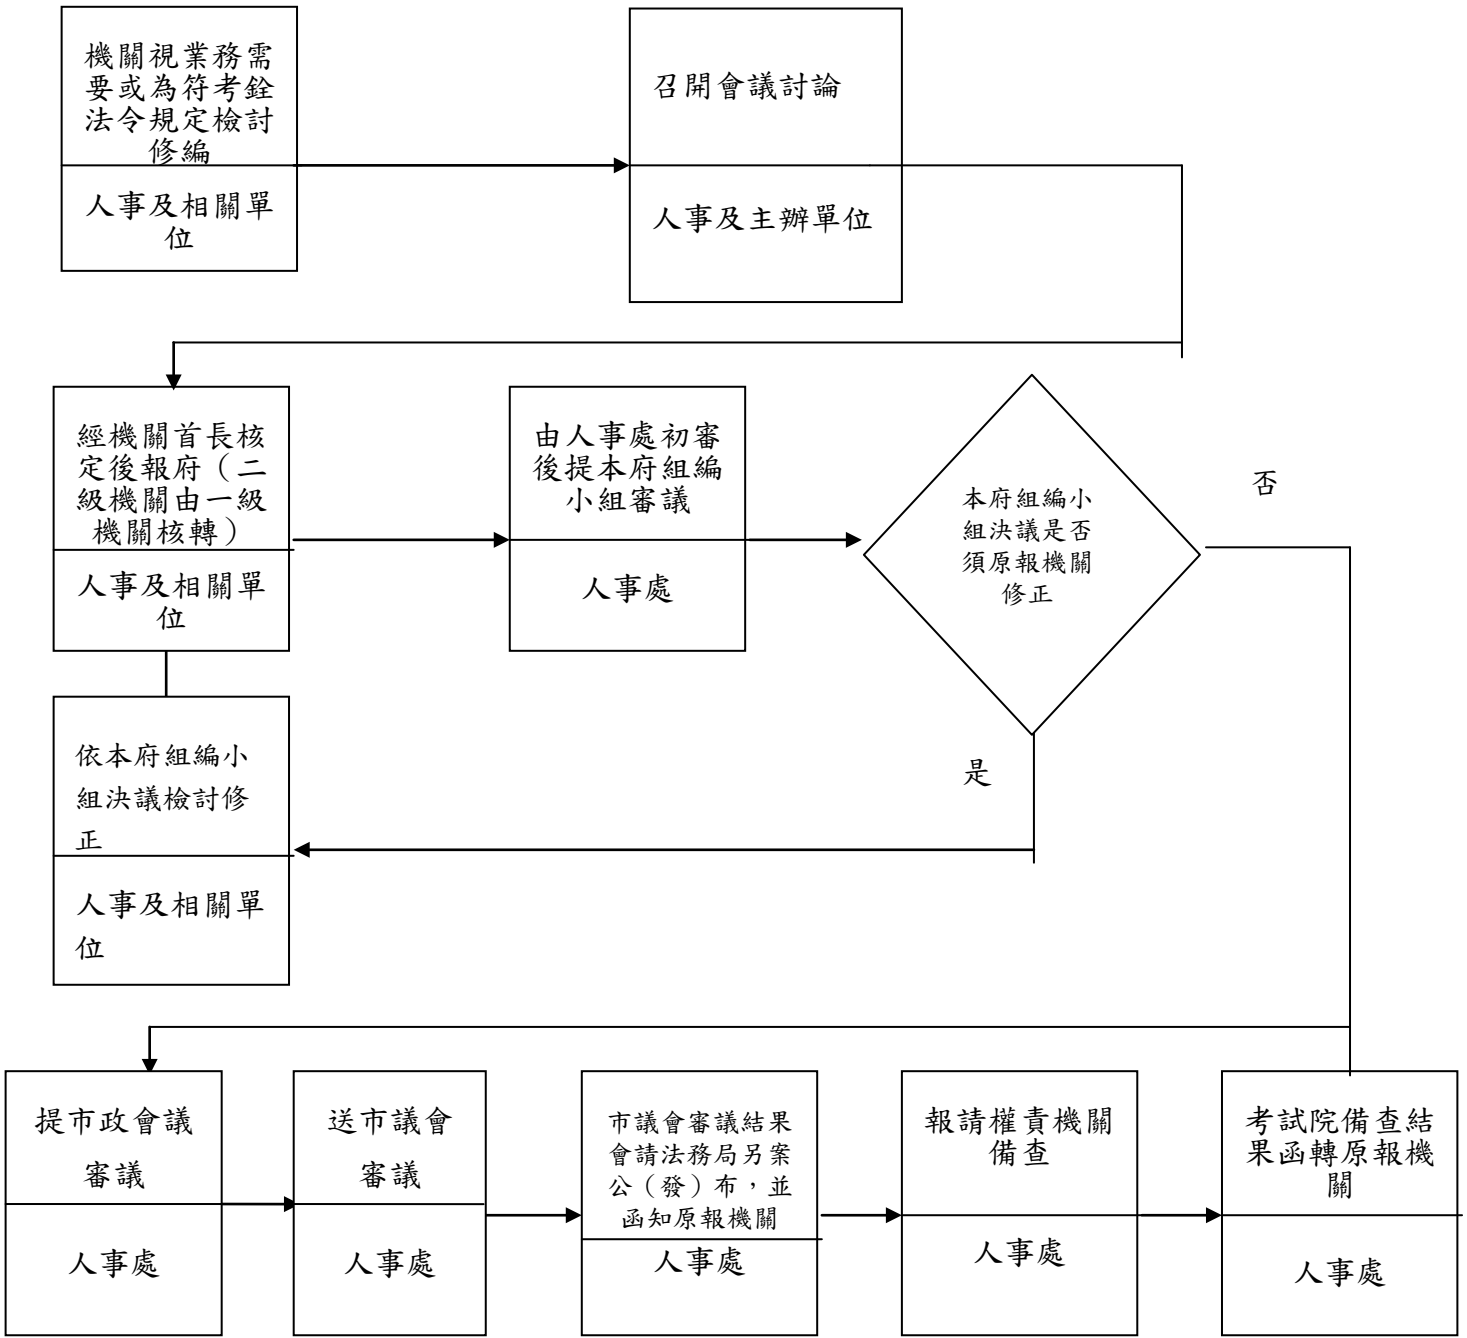 機關視業務需
要或為符考銓
法令規定檢討
修編
人事及相關單
位
召開會議討論
人事及主辦單位
經機關首長核
定後報府（二
級機關由一級
機關核轉）
人事及相關單
位
由人事處初審
後提本府組編
小組審議
人事處
本府組編小
組決議是否
須原報機關
修正
否
是
依本府組編小
組決議檢討修
正
人事及相關單
位
提市政會議
審議
人事處
送市議會
審議
人事處
市議會審議結果
會請法務局另案
公（發）布，並
函知原報機關
人事處
報請權責機關
備查
人事處
考試院備查結
果函轉原報機
關
人事處